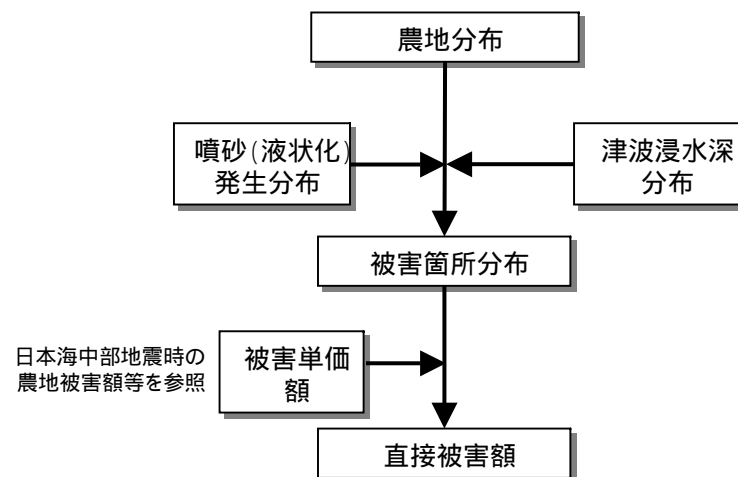 農地分布
噴砂(液状化)
発生分布
津波浸水深
分布
被害箇所分布
日本海中部地震時の
農地被害額等を参照
被害単価
額
直接被害額